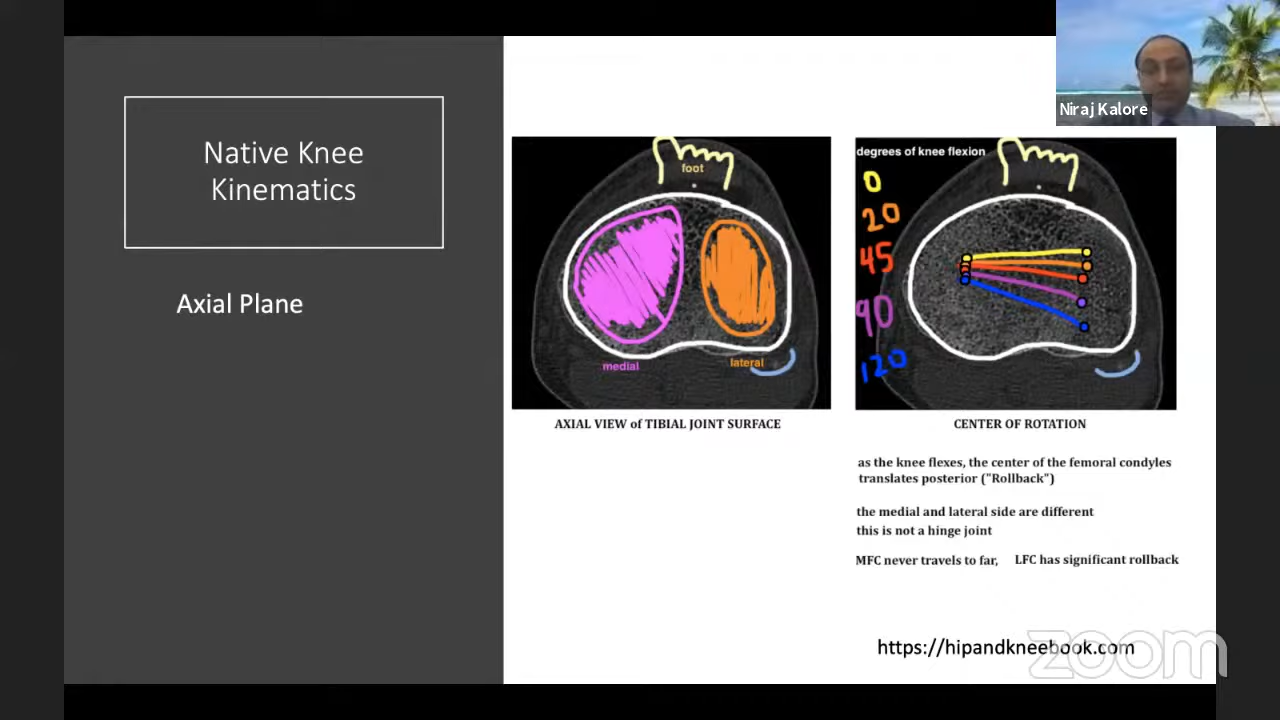 Niraj Kalore
Native Knee
Kinematics
Axial Plane
foot
medial
lateral
AXIAL VIEW of TIBIAL JOINT SURFACE
degrees of knee flexion
0
20
45
90
120
CENTER OF ROTATION
as the knee flexes, the center of the femoral condyles
translates posterior ("Rollback")
the medial and lateral side are different
this is not a hinge joint
MFC never travels to far, LFC has significant rollback
https://hipandkneebook.com
zoom